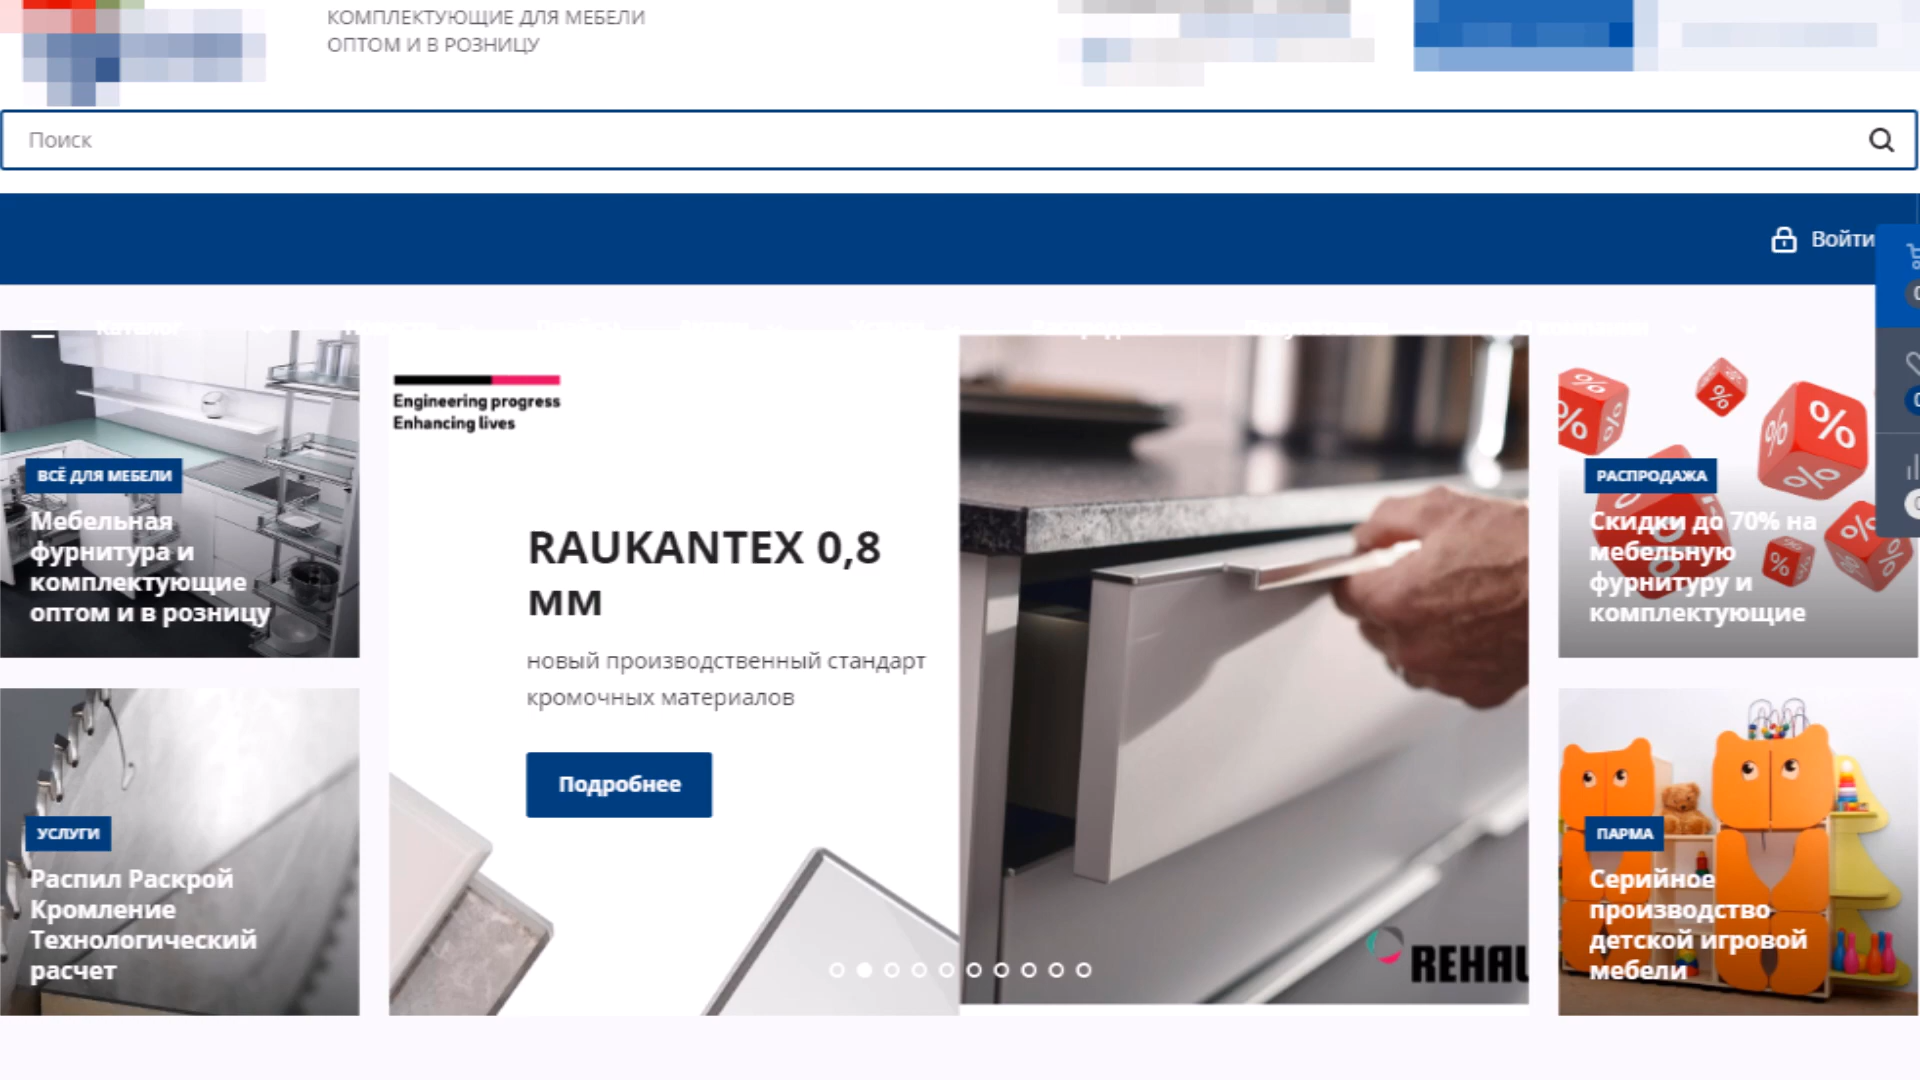 КОМПЛЕКТУЮЩИЕ ДЛЯ МЕБЕЛИ
ОПТОМ И В РОЗНИЦУ
Поиск
Войти
ВСЁ ДЛЯ МЕБЕЛИ
Мебельная
фурнитура и
комплектующие
оптом и в розницу
УСЛУГИ
Распил Раскрой
Кромление
Технологический
расчет
Engineering progress
Enhancing lives
RAUKANTEX 0,8
мм
новый производственный стандарт
кромочных материалов
Подробнее
РАСПРОДАЖА
Скидки до 70% на
мебельную
фурнитуру и
комплектующие
ПАРМА
Серийное
производство
детской игровой
мебели